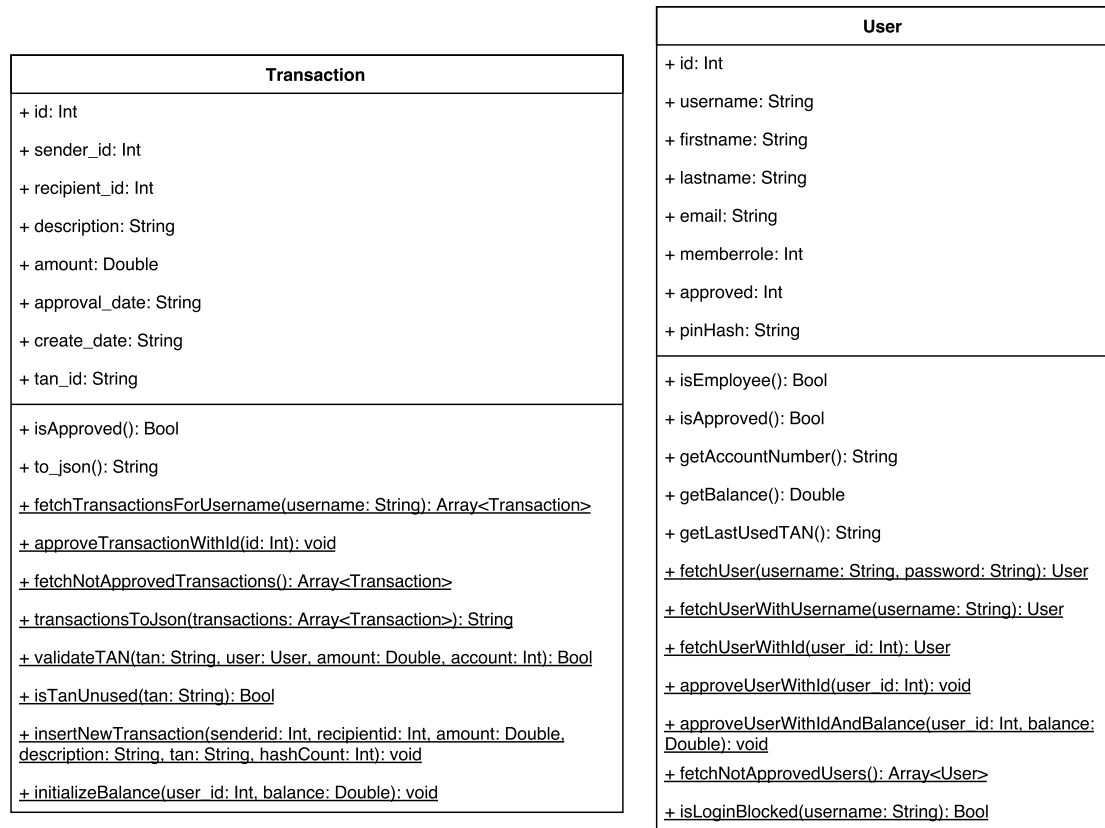 Transaction
+ id: Int
+ sender_id: Int
+ recipient_id: Int
+ description: String
+ amount: Double
+ approval_date: String
+ create_date: String
+ tan_id: String
+ isApproved(): Bool
+ to_json(): String
+ fetchTransactionsForUsername(username: String): Array<Transaction>
+ approveTransactionWithId(id: Int): void
+ fetchNotApprovedTransactions(): Array<Transaction>
+ transactionsToJson(transactions: Array<Transaction>): String
+ validateTAN(tan: String, user: User, amount: Double, account: Int): Bool
+ isTanUnused(tan: String): Bool
+ insertNewTransaction(senderid: Int, recipientid: Int, amount: Double,
description: String, tan: String, hashCount: Int): void
+ initializeBalance(user_id: Int, balance: Double): void
User
+ id: Int
+ username: String
+ firstname: String
+ lastname: String
+ email: String
+ memberrole: Int
+ approved: Int
+ pinHash: String
+ isEmployee(): Bool
+ isApproved(): Bool
+ getAccountNumber(): String
+ getBalance(): Double
+ getLastUsedTAN(): String
+ fetchUser(username: String, password: String): User
+ fetchUserWithUsername(username: String): User
+ fetchUserWithId(user_id: Int): User
+ approveUserWithId(user_id: Int): void
+ approveUserWithIdAndBalance(user_id: Int, balance:
Double): void
+ fetchNotApprovedUsers(): Array<User>
+ isLoginBlocked(username: String): Bool